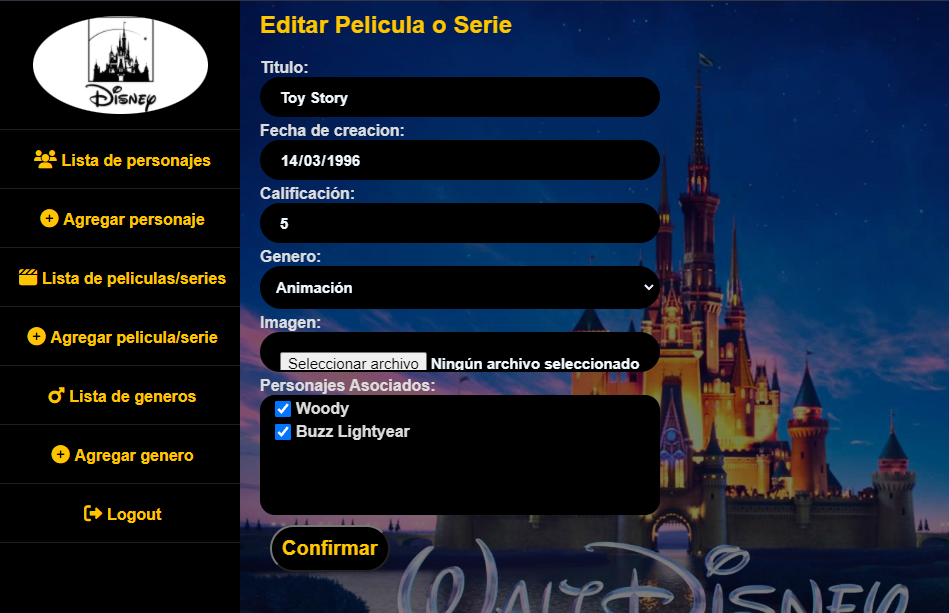 Disney
Lista de personajes
Agregar personaje
Lista de peliculas/series
Agregar pelicula/serie
Lista de generos
Agregar genero
Logout
Editar Pelicula o Serie
Titulo:
Toy Story
Fecha de creacion:
14/03/1996
Calificación:
5
Genero:
Animación
Imagen:
Seleccionar archivo Ningún archivo seleccionado
Personajes Asociados:
Woody
Buzz Lightyear
Confirmar
WALT DISNEY